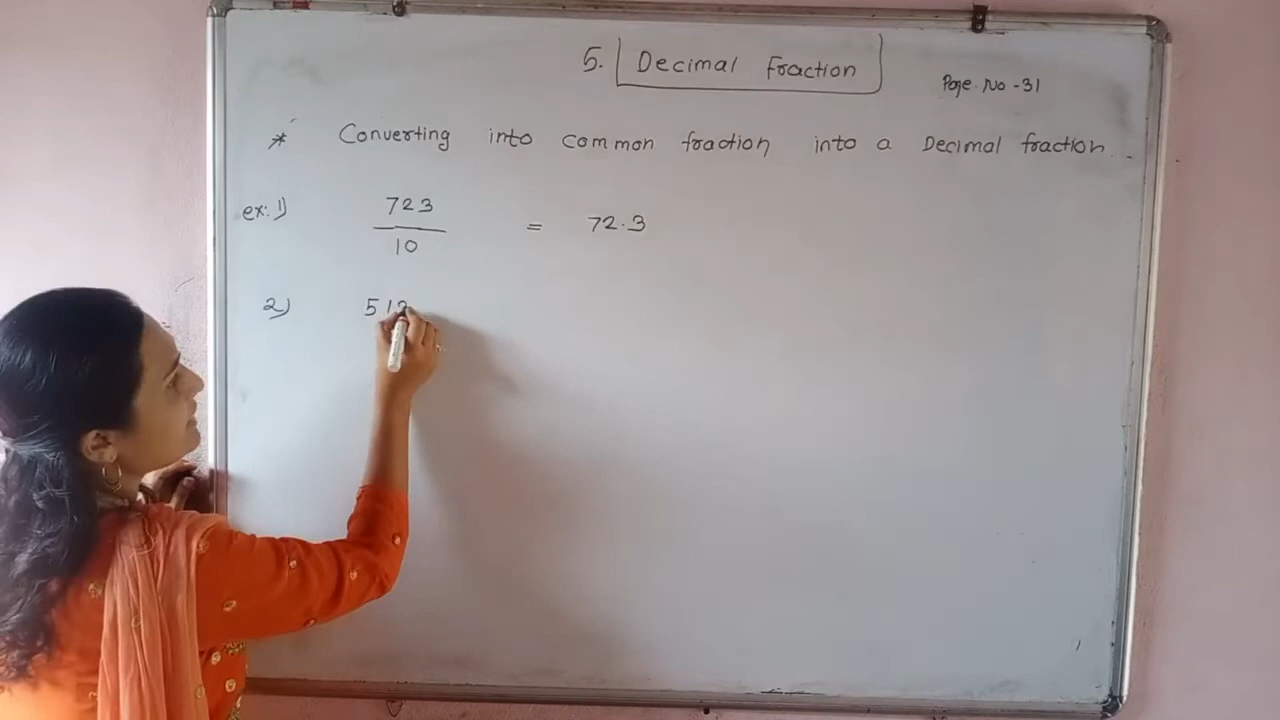 5. Decimal Fraction
Page. No - 31
* Converting into common fraction into a Decimal fraction...
ex: 1) 723/10 = 72.3
2) 51